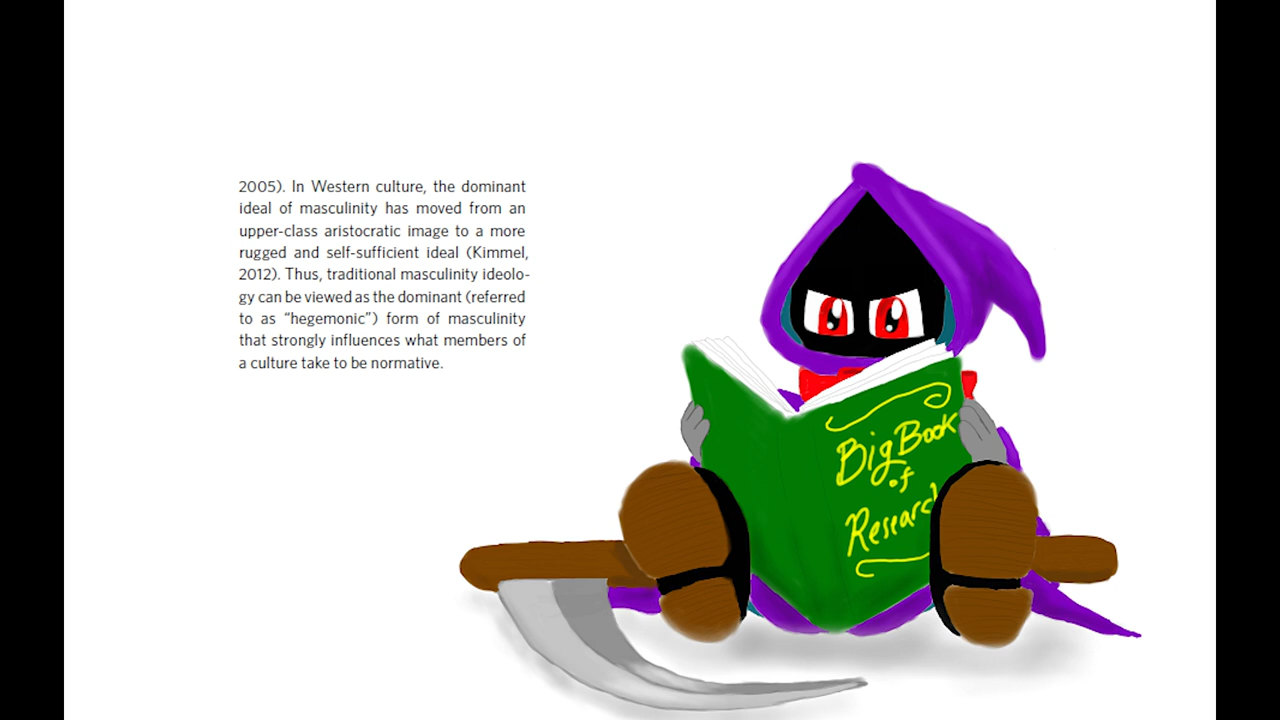 2005). In Western culture, the dominant
ideal of masculinity has moved from an
upper-class aristocratic image to a more
rugged and self-sufficient ideal (Kimmel,
2012). Thus, traditional masculinity ideolo-
gy can be viewed as the dominant (referred
to as “hegemonic”) form of masculinity
that strongly influences what members of
a culture take to be normative.
Big Book
of
Research